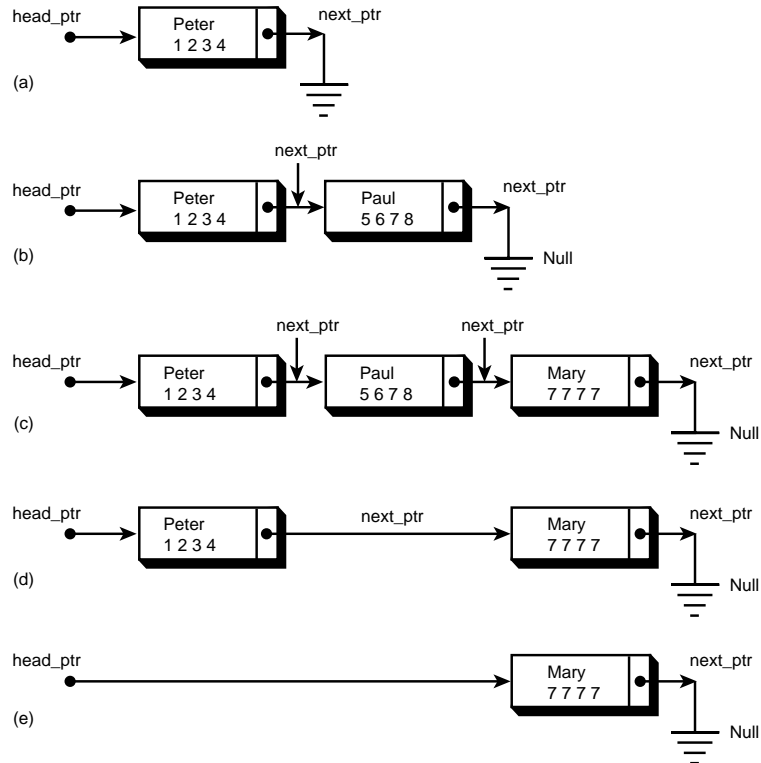 head_ptr
Peter
1 2 3 4
next_ptr
(a)
next_ptr
head_ptr
Peter
1 2 3 4
Paul
5 6 7 8
next_ptr
Null
(b)
next_ptr
next_ptr
head_ptr
Peter
1 2 3 4
Paul
5 6 7 8
Mary
7 7 7 7
next_ptr
Null
(c)
head_ptr
Peter
1 2 3 4
next_ptr
Mary
7 7 7 7
next_ptr
Null
(d)
head_ptr
Mary
7 7 7 7
next_ptr
Null
(e)